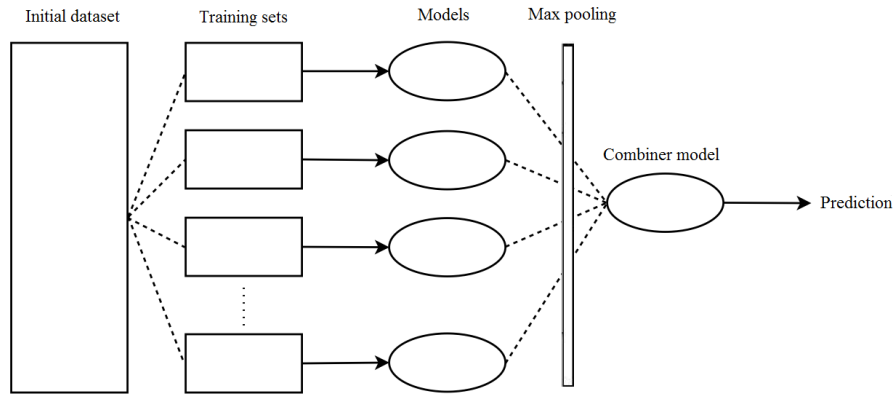 Initial dataset
Training sets
Models
Max pooling
Combiner model
Prediction